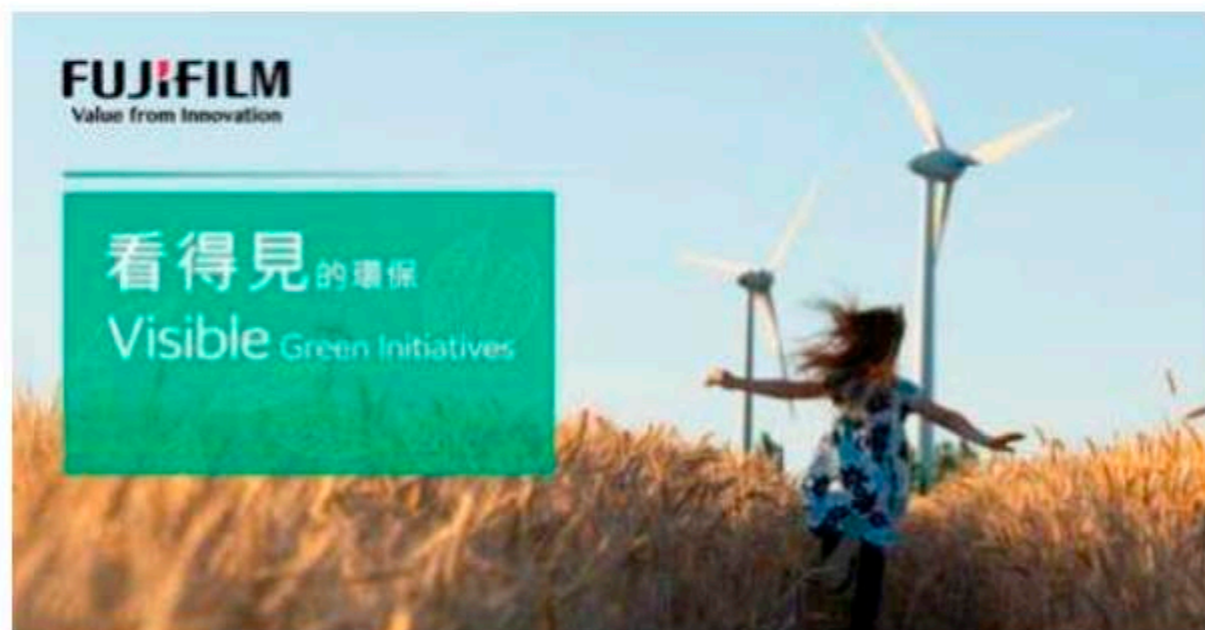 FUJIFILM
Value from Innovation
看得見的環保
Visible Green Initiatives